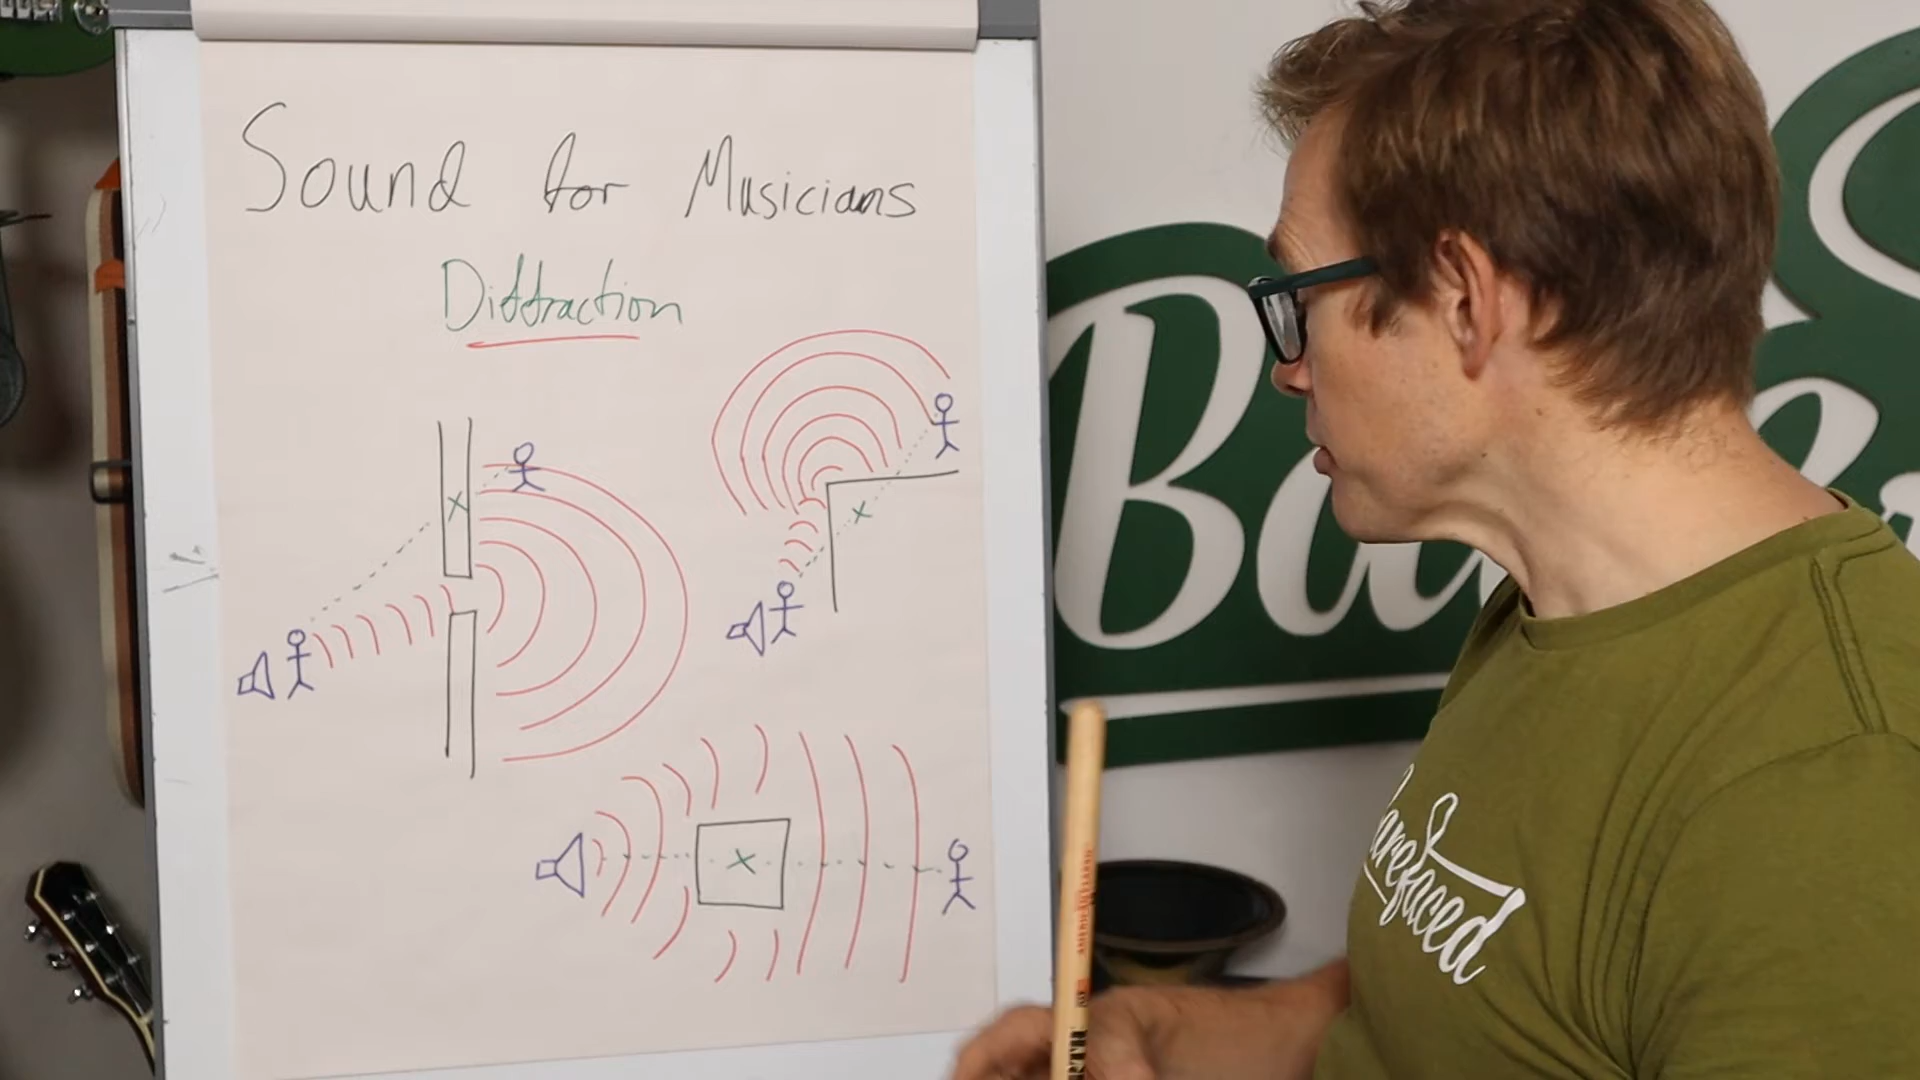 Sound for Musicians
Diffraction
x
x
x
Barefaced